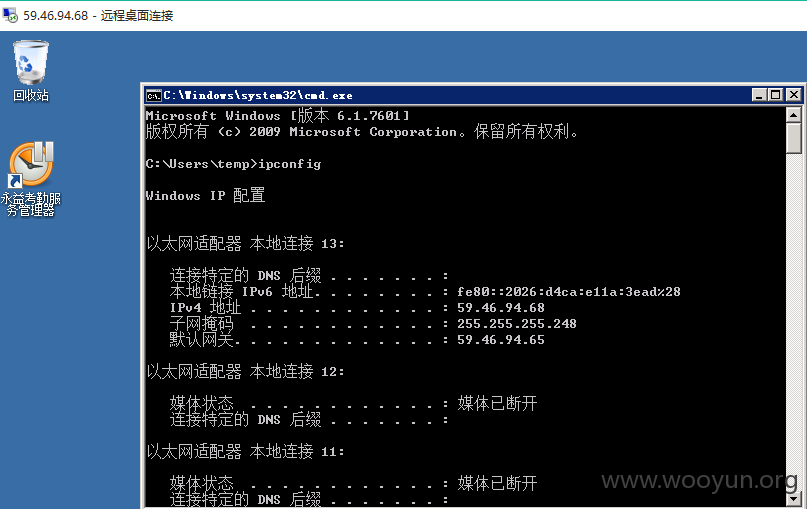 59.46.94.68 - 远程桌面连接
回收站
永益考勤服
务管理器
C:\Windows\system32\cmd.exe
Microsoft Windows [版本 6.1.7601]
版权所有 (c) 2009 Microsoft Corporation。保留所有权利。
C:\Users\temp>ipconfig
Windows IP 配置
以太网适配器 本地连接 13:
连接特定的 DNS 后缀 . . . . . . . :
本地链接 IPv6 地址. . . . . . . . : fe80::2026:d4ca:e11a:3ead%28
IPv4 地址 . . . . . . . . . . . . : 59.46.94.68
子网掩码 . . . . . . . . . . . . : 255.255.255.248
默认网关. . . . . . . . . . . . . : 59.46.94.65
以太网适配器 本地连接 12:
媒体状态 . . . . . . . . . . . . : 媒体已断开
连接特定的 DNS 后缀 . . . . . . . :
以太网适配器 本地连接 11:
媒体状态 . . . . . . . . . . . . : 媒体已断开
连接特定的 DNS 后缀 . . . . . . . :
www.wooyun.org